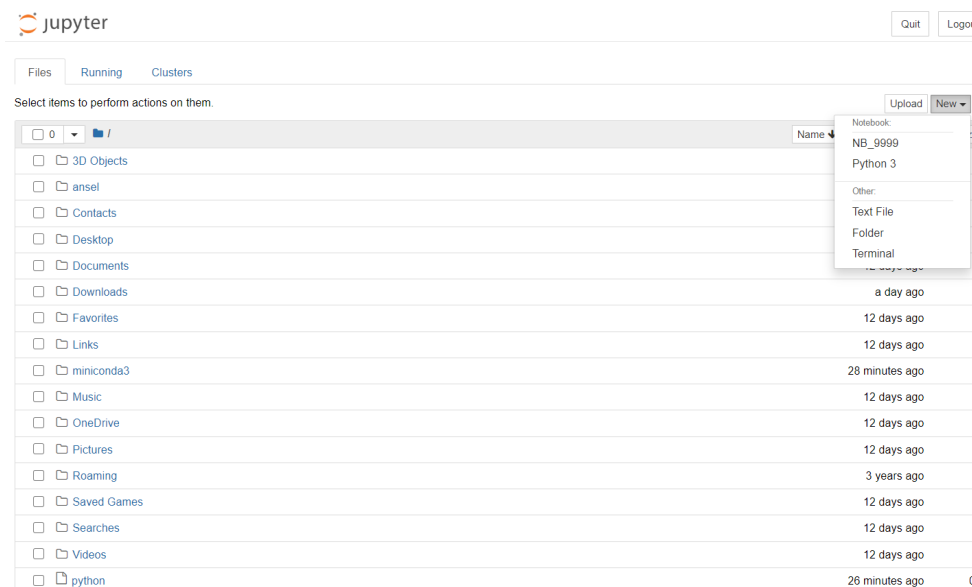 jupyter
Quit Logou
Files Running Clusters
Select items to perform actions on them.
Upload New
0 / Name
Notebook:
NB_9999
Python 3
Other:
Text File
Folder
Terminal
3D Objects
ansel
Contacts
Desktop
Documents 12 days ago
Downloads a day ago
Favorites 12 days ago
Links 12 days ago
miniconda3 28 minutes ago
Music 12 days ago
OneDrive 12 days ago
Pictures 12 days ago
Roaming 3 years ago
Saved Games 12 days ago
Searches 12 days ago
Videos 12 days ago
python 26 minutes ago